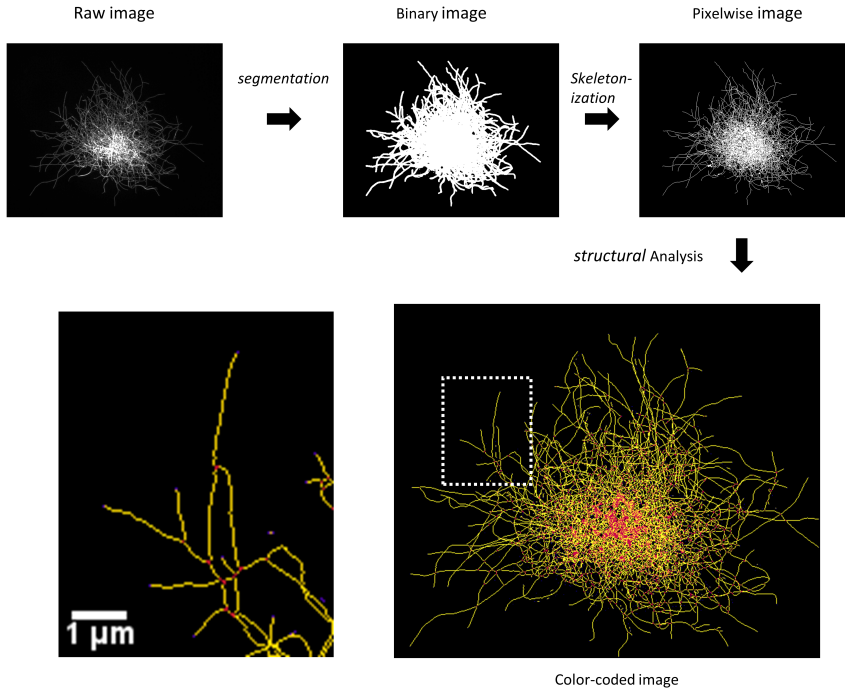 Raw image
Binary image
Pixelwise image
segmentation
Skeleton-
ization
structural Analysis
1 μm
Color-coded image